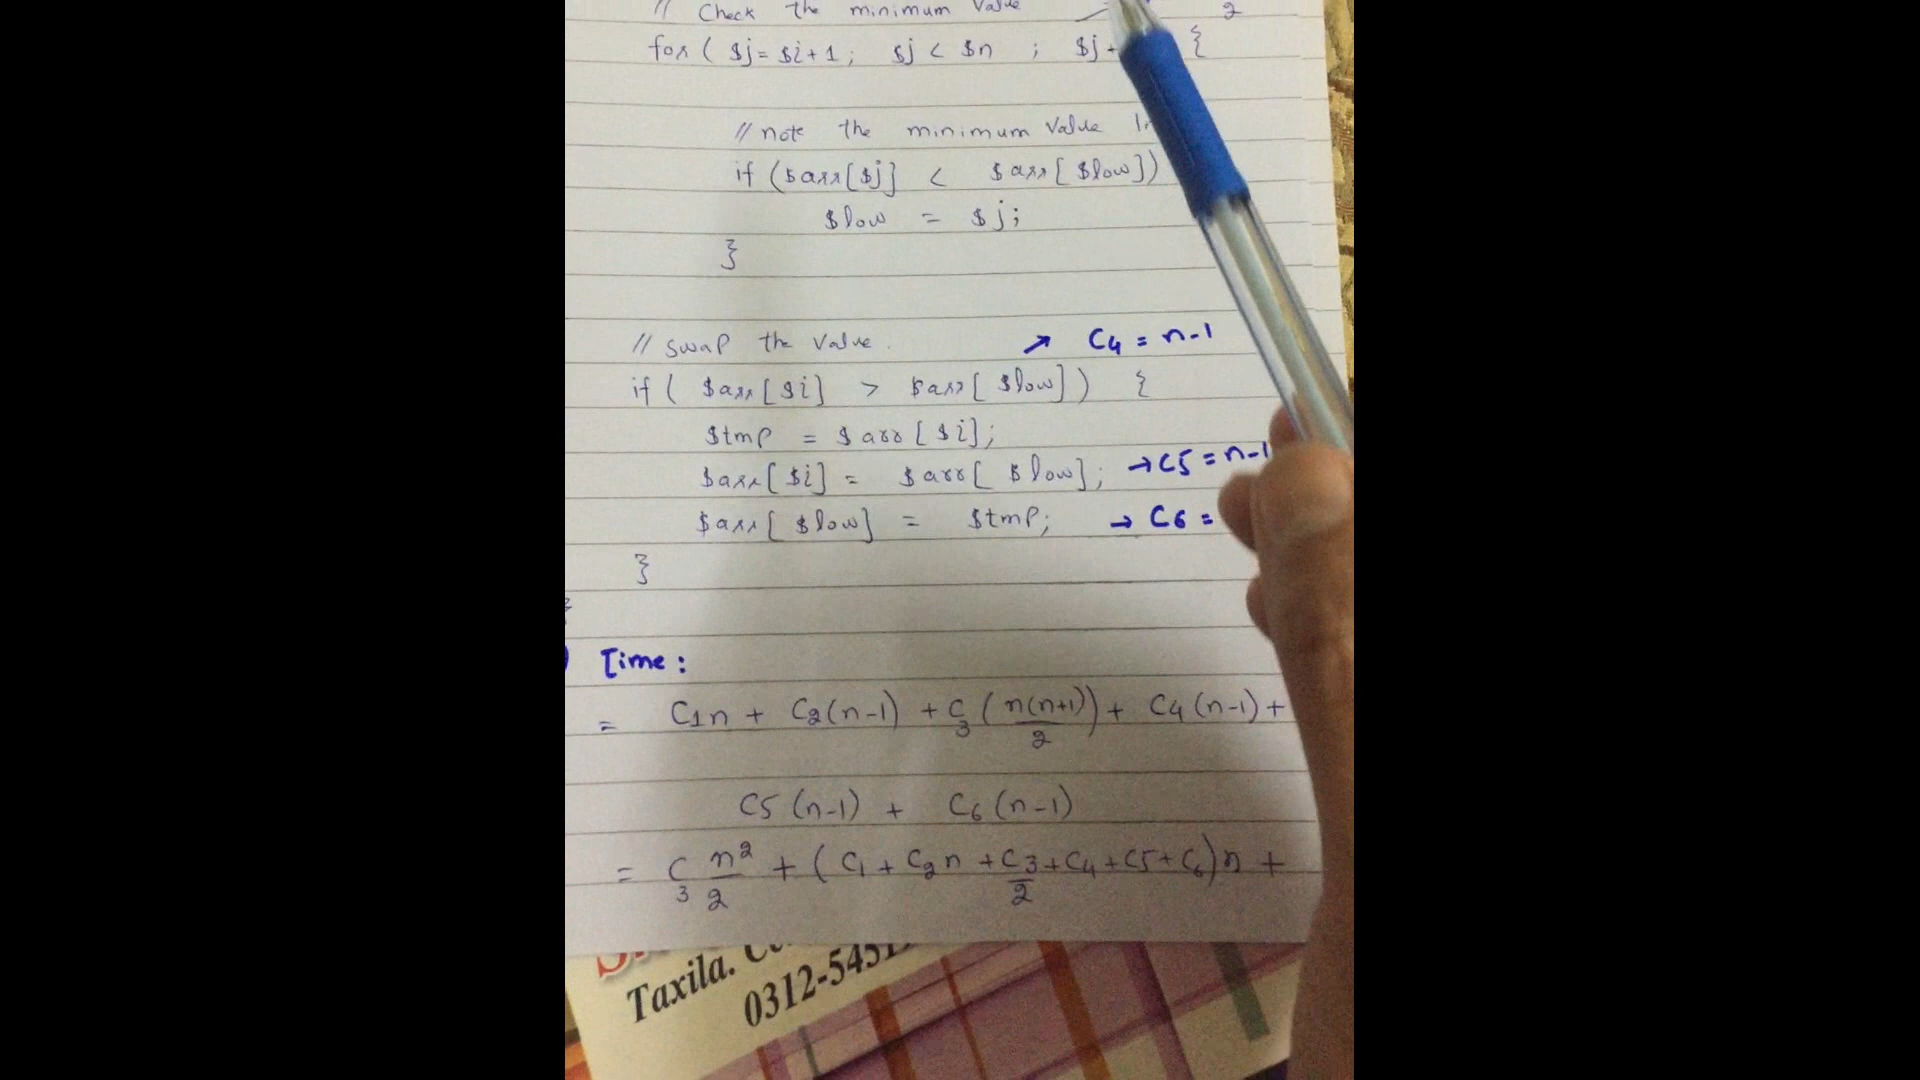 // Check the minimum value
2
for ( $j = $i + 1 ; $j < $n ; $j + {
// note the minimum value
if ($arr[$j] < $arr[ $low])
$low = $j;
}
// swap the value. → C4 = n-1
if ( $arr[$i] > $arr[ $low]) {
$tmp = $arr[$i];
$arr[$i] = $arr[ $low]; → C5 = n-1
$arr[ $low] = $tmp; → C6 =
}
}
Time:
= C1n + C2(n-1) + C3 (n(n+1)/2) + C4(n-1) +
C5(n-1) + C6(n-1)
= C3 n²/2 + (C1 + C2n + C3/2 + C4 + C5 + C6)n +
Taxila.